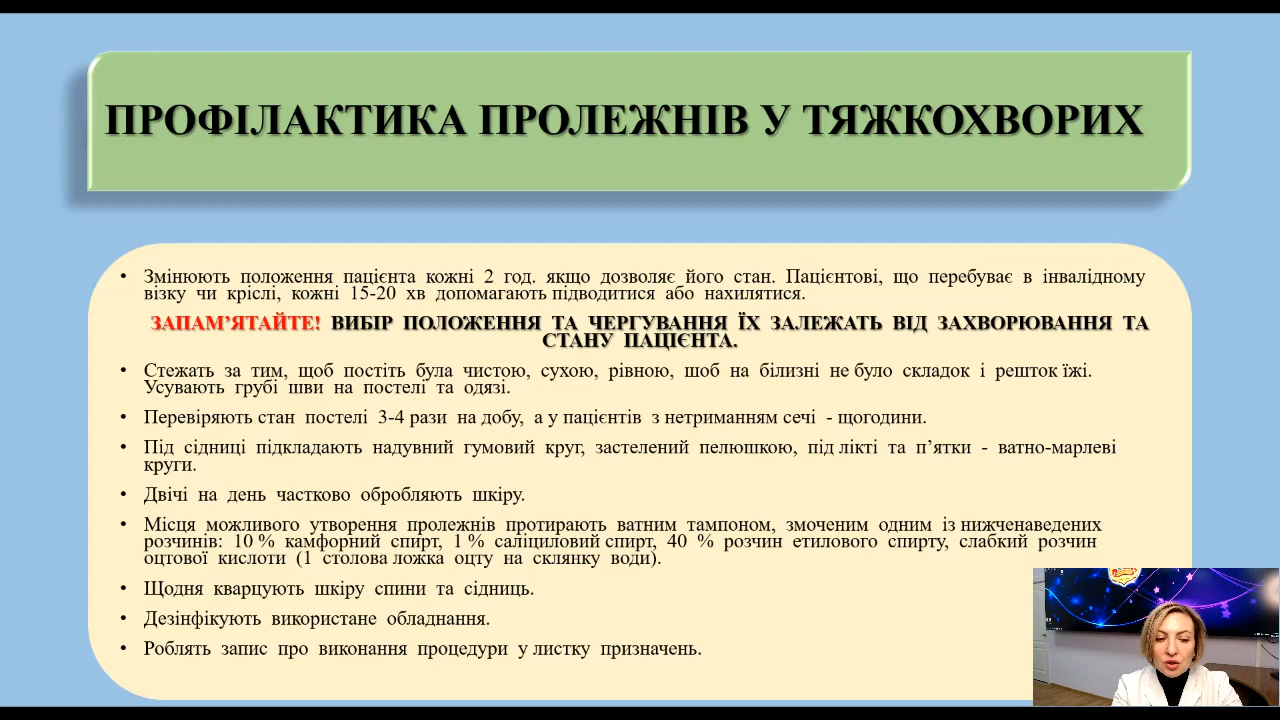 ПРОФІЛАКТИКА ПРОЛЕЖНІВ У ТЯЖКОХВОРИХ
• Змінюють положення пацієнта кожні 2 год. якщо дозволяє його стан. Пацієнтові, що перебуває в інвалідному
візку чи кріслі, кожні 15-20 хв допомагають підводитися або нахилятися.
ЗАПАМ’ЯТАЙТЕ! ВИБІР ПОЛОЖЕННЯ ТА ЧЕРГУВАННЯ ЇХ ЗАЛЕЖАТЬ ВІД ЗАХВОРЮВАННЯ ТА
СТАНУ ПАЦІЄНТА.
• Стежать за тим, щоб постіть була чистою, сухою, рівною, шоб на білизні не було складок і решток їжі.
Усувають грубі шви на постелі та одязі.
• Перевіряють стан постелі 3-4 рази на добу, а у пацієнтів з нетриманням сечі - щогодини.
• Під сідниці підкладають надувний гумовий круг, застелений пелюшкою, під лікті та п’ятки - ватно-марлеві
круги.
• Двічі на день частково обробляють шкіру.
• Місця можливого утворення пролежнів протирають ватним тампоном, змоченим одним із нижченаведених
розчинів: 10 % камфорний спирт, 1 % саліциловий спирт, 40 % розчин етилового спирту, слабкий розчин
оцтової кислоти (1 столова ложка оцту на склянку води).
• Щодня кварцують шкіру спини та сідниць.
• Дезінфікують використане обладнання.
• Роблять запис про виконання процедури у листку призначень.